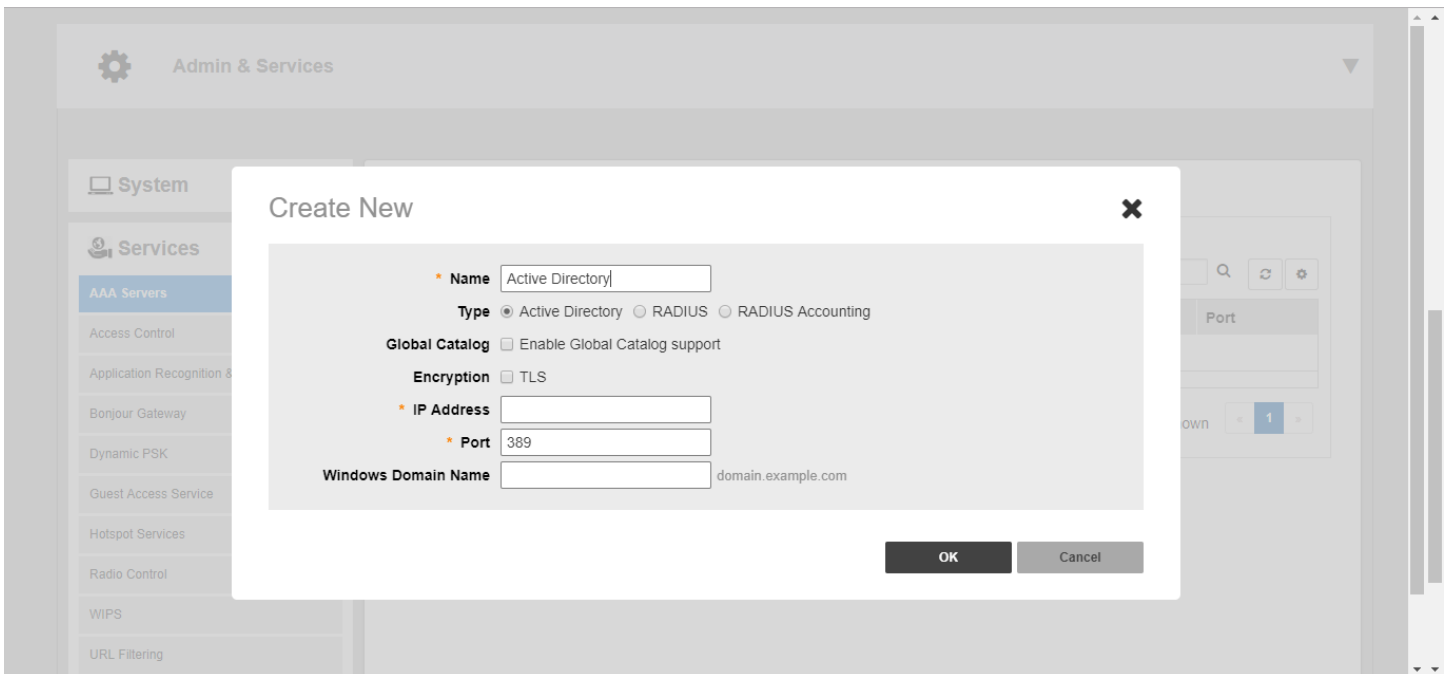 Admin & Services
System
Services
AAA Servers
Access Control
Application Recognition &
Bonjour Gateway
Dynamic PSK
Guest Access Service
Hotspot Services
Radio Control
WIPS
URL Filtering
Create New
* Name Active Directory
Type Active Directory RADIUS RADIUS Accounting
Global Catalog Enable Global Catalog support
Encryption TLS
* IP Address
* Port 389
Windows Domain Name domain.example.com
OK Cancel
Port
own « 1 »